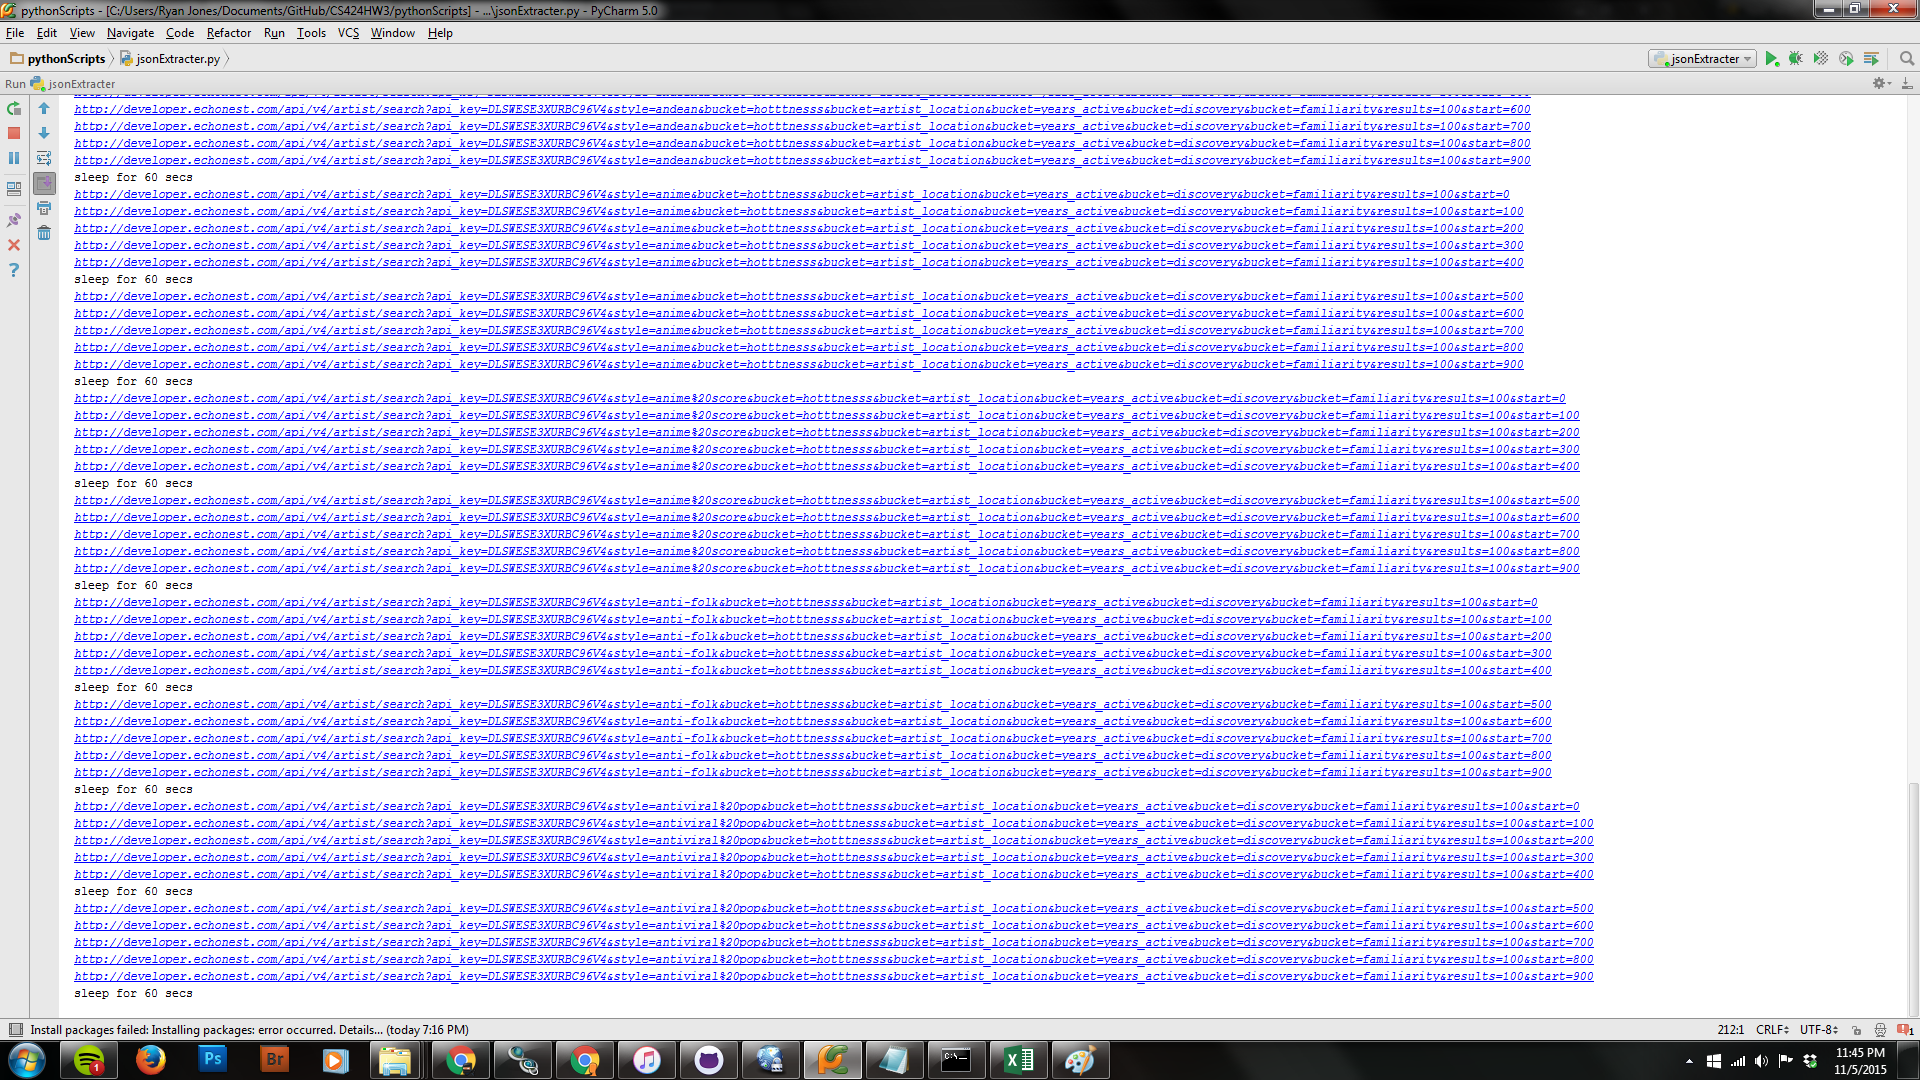 pythonScripts - [C:/Users/Ryan Jones/Documents/GitHub/CS424HW3/pythonScripts] - ...\jsonExtracter.py - PyCharm 5.0
File Edit View Navigate Code Refactor Run Tools VCS Window Help
pythonScripts jsonExtracter.py jsonExtracter
Run jsonExtracter
http://developer.echonest.com/api/v4/artist/search?api_key=DLSWESE3XURBC96V4&style=andean&bucket=hotttnesss&bucket=artist_location&bucket=years_active&bucket=discovery&bucket=familiarity&results=100&start=600
http://developer.echonest.com/api/v4/artist/search?api_key=DLSWESE3XURBC96V4&style=andean&bucket=hotttnesss&bucket=artist_location&bucket=years_active&bucket=discovery&bucket=familiarity&results=100&start=700
http://developer.echonest.com/api/v4/artist/search?api_key=DLSWESE3XURBC96V4&style=andean&bucket=hotttnesss&bucket=artist_location&bucket=years_active&bucket=discovery&bucket=familiarity&results=100&start=800
http://developer.echonest.com/api/v4/artist/search?api_key=DLSWESE3XURBC96V4&style=andean&bucket=hotttnesss&bucket=artist_location&bucket=years_active&bucket=discovery&bucket=familiarity&results=100&start=900
sleep for 60 secs
http://developer.echonest.com/api/v4/artist/search?api_key=DLSWESE3XURBC96V4&style=anime&bucket=hotttnesss&bucket=artist_location&bucket=years_active&bucket=discovery&bucket=familiarity&results=100&start=0
http://developer.echonest.com/api/v4/artist/search?api_key=DLSWESE3XURBC96V4&style=anime&bucket=hotttnesss&bucket=artist_location&bucket=years_active&bucket=discovery&bucket=familiarity&results=100&start=100
http://developer.echonest.com/api/v4/artist/search?api_key=DLSWESE3XURBC96V4&style=anime&bucket=hotttnesss&bucket=artist_location&bucket=years_active&bucket=discovery&bucket=familiarity&results=100&start=200
http://developer.echonest.com/api/v4/artist/search?api_key=DLSWESE3XURBC96V4&style=anime&bucket=hotttnesss&bucket=artist_location&bucket=years_active&bucket=discovery&bucket=familiarity&results=100&start=300
http://developer.echonest.com/api/v4/artist/search?api_key=DLSWESE3XURBC96V4&style=anime&bucket=hotttnesss&bucket=artist_location&bucket=years_active&bucket=discovery&bucket=familiarity&results=100&start=400
sleep for 60 secs
http://developer.echonest.com/api/v4/artist/search?api_key=DLSWESE3XURBC96V4&style=anime&bucket=hotttnesss&bucket=artist_location&bucket=years_active&bucket=discovery&bucket=familiarity&results=100&start=500
http://developer.echonest.com/api/v4/artist/search?api_key=DLSWESE3XURBC96V4&style=anime&bucket=hotttnesss&bucket=artist_location&bucket=years_active&bucket=discovery&bucket=familiarity&results=100&start=600
http://developer.echonest.com/api/v4/artist/search?api_key=DLSWESE3XURBC96V4&style=anime&bucket=hotttnesss&bucket=artist_location&bucket=years_active&bucket=discovery&bucket=familiarity&results=100&start=700
http://developer.echonest.com/api/v4/artist/search?api_key=DLSWESE3XURBC96V4&style=anime&bucket=hotttnesss&bucket=artist_location&bucket=years_active&bucket=discovery&bucket=familiarity&results=100&start=800
http://developer.echonest.com/api/v4/artist/search?api_key=DLSWESE3XURBC96V4&style=anime&bucket=hotttnesss&bucket=artist_location&bucket=years_active&bucket=discovery&bucket=familiarity&results=100&start=900
sleep for 60 secs
http://developer.echonest.com/api/v4/artist/search?api_key=DLSWESE3XURBC96V4&style=anime%20score&bucket=hotttnesss&bucket=artist_location&bucket=years_active&bucket=discovery&bucket=familiarity&results=100&start=0
http://developer.echonest.com/api/v4/artist/search?api_key=DLSWESE3XURBC96V4&style=anime%20score&bucket=hotttnesss&bucket=artist_location&bucket=years_active&bucket=discovery&bucket=familiarity&results=100&start=100
http://developer.echonest.com/api/v4/artist/search?api_key=DLSWESE3XURBC96V4&style=anime%20score&bucket=hotttnesss&bucket=artist_location&bucket=years_active&bucket=discovery&bucket=familiarity&results=100&start=200
http://developer.echonest.com/api/v4/artist/search?api_key=DLSWESE3XURBC96V4&style=anime%20score&bucket=hotttnesss&bucket=artist_location&bucket=years_active&bucket=discovery&bucket=familiarity&results=100&start=300
http://developer.echonest.com/api/v4/artist/search?api_key=DLSWESE3XURBC96V4&style=anime%20score&bucket=hotttnesss&bucket=artist_location&bucket=years_active&bucket=discovery&bucket=familiarity&results=100&start=400
sleep for 60 secs
http://developer.echonest.com/api/v4/artist/search?api_key=DLSWESE3XURBC96V4&style=anime%20score&bucket=hotttnesss&bucket=artist_location&bucket=years_active&bucket=discovery&bucket=familiarity&results=100&start=500
http://developer.echonest.com/api/v4/artist/search?api_key=DLSWESE3XURBC96V4&style=anime%20score&bucket=hotttnesss&bucket=artist_location&bucket=years_active&bucket=discovery&bucket=familiarity&results=100&start=600
http://developer.echonest.com/api/v4/artist/search?api_key=DLSWESE3XURBC96V4&style=anime%20score&bucket=hotttnesss&bucket=artist_location&bucket=years_active&bucket=discovery&bucket=familiarity&results=100&start=700
http://developer.echonest.com/api/v4/artist/search?api_key=DLSWESE3XURBC96V4&style=anime%20score&bucket=hotttnesss&bucket=artist_location&bucket=years_active&bucket=discovery&bucket=familiarity&results=100&start=800
http://developer.echonest.com/api/v4/artist/search?api_key=DLSWESE3XURBC96V4&style=anime%20score&bucket=hotttnesss&bucket=artist_location&bucket=years_active&bucket=discovery&bucket=familiarity&results=100&start=900
sleep for 60 secs
http://developer.echonest.com/api/v4/artist/search?api_key=DLSWESE3XURBC96V4&style=anti-folk&bucket=hotttnesss&bucket=artist_location&bucket=years_active&bucket=discovery&bucket=familiarity&results=100&start=0
http://developer.echonest.com/api/v4/artist/search?api_key=DLSWESE3XURBC96V4&style=anti-folk&bucket=hotttnesss&bucket=artist_location&bucket=years_active&bucket=discovery&bucket=familiarity&results=100&start=100
http://developer.echonest.com/api/v4/artist/search?api_key=DLSWESE3XURBC96V4&style=anti-folk&bucket=hotttnesss&bucket=artist_location&bucket=years_active&bucket=discovery&bucket=familiarity&results=100&start=200
http://developer.echonest.com/api/v4/artist/search?api_key=DLSWESE3XURBC96V4&style=anti-folk&bucket=hotttnesss&bucket=artist_location&bucket=years_active&bucket=discovery&bucket=familiarity&results=100&start=300
http://developer.echonest.com/api/v4/artist/search?api_key=DLSWESE3XURBC96V4&style=anti-folk&bucket=hotttnesss&bucket=artist_location&bucket=years_active&bucket=discovery&bucket=familiarity&results=100&start=400
sleep for 60 secs
http://developer.echonest.com/api/v4/artist/search?api_key=DLSWESE3XURBC96V4&style=anti-folk&bucket=hotttnesss&bucket=artist_location&bucket=years_active&bucket=discovery&bucket=familiarity&results=100&start=500
http://developer.echonest.com/api/v4/artist/search?api_key=DLSWESE3XURBC96V4&style=anti-folk&bucket=hotttnesss&bucket=artist_location&bucket=years_active&bucket=discovery&bucket=familiarity&results=100&start=600
http://developer.echonest.com/api/v4/artist/search?api_key=DLSWESE3XURBC96V4&style=anti-folk&bucket=hotttnesss&bucket=artist_location&bucket=years_active&bucket=discovery&bucket=familiarity&results=100&start=700
http://developer.echonest.com/api/v4/artist/search?api_key=DLSWESE3XURBC96V4&style=anti-folk&bucket=hotttnesss&bucket=artist_location&bucket=years_active&bucket=discovery&bucket=familiarity&results=100&start=800
http://developer.echonest.com/api/v4/artist/search?api_key=DLSWESE3XURBC96V4&style=anti-folk&bucket=hotttnesss&bucket=artist_location&bucket=years_active&bucket=discovery&bucket=familiarity&results=100&start=900
sleep for 60 secs
http://developer.echonest.com/api/v4/artist/search?api_key=DLSWESE3XURBC96V4&style=antiviral%20pop&bucket=hotttnesss&bucket=artist_location&bucket=years_active&bucket=discovery&bucket=familiarity&results=100&start=0
http://developer.echonest.com/api/v4/artist/search?api_key=DLSWESE3XURBC96V4&style=antiviral%20pop&bucket=hotttnesss&bucket=artist_location&bucket=years_active&bucket=discovery&bucket=familiarity&results=100&start=100
http://developer.echonest.com/api/v4/artist/search?api_key=DLSWESE3XURBC96V4&style=antiviral%20pop&bucket=hotttnesss&bucket=artist_location&bucket=years_active&bucket=discovery&bucket=familiarity&results=100&start=200
http://developer.echonest.com/api/v4/artist/search?api_key=DLSWESE3XURBC96V4&style=antiviral%20pop&bucket=hotttnesss&bucket=artist_location&bucket=years_active&bucket=discovery&bucket=familiarity&results=100&start=300
http://developer.echonest.com/api/v4/artist/search?api_key=DLSWESE3XURBC96V4&style=antiviral%20pop&bucket=hotttnesss&bucket=artist_location&bucket=years_active&bucket=discovery&bucket=familiarity&results=100&start=400
sleep for 60 secs
http://developer.echonest.com/api/v4/artist/search?api_key=DLSWESE3XURBC96V4&style=antiviral%20pop&bucket=hotttnesss&bucket=artist_location&bucket=years_active&bucket=discovery&bucket=familiarity&results=100&start=500
http://developer.echonest.com/api/v4/artist/search?api_key=DLSWESE3XURBC96V4&style=antiviral%20pop&bucket=hotttnesss&bucket=artist_location&bucket=years_active&bucket=discovery&bucket=familiarity&results=100&start=600
http://developer.echonest.com/api/v4/artist/search?api_key=DLSWESE3XURBC96V4&style=antiviral%20pop&bucket=hotttnesss&bucket=artist_location&bucket=years_active&bucket=discovery&bucket=familiarity&results=100&start=700
http://developer.echonest.com/api/v4/artist/search?api_key=DLSWESE3XURBC96V4&style=antiviral%20pop&bucket=hotttnesss&bucket=artist_location&bucket=years_active&bucket=discovery&bucket=familiarity&results=100&start=800
http://developer.echonest.com/api/v4/artist/search?api_key=DLSWESE3XURBC96V4&style=antiviral%20pop&bucket=hotttnesss&bucket=artist_location&bucket=years_active&bucket=discovery&bucket=familiarity&results=100&start=900
sleep for 60 secs
Install packages failed: Installing packages: error occurred. Details... (today 7:16 PM) 212:1 CRLF UTF-8 1
1 Ps Br C:\ 11:45 PM
11/5/2015